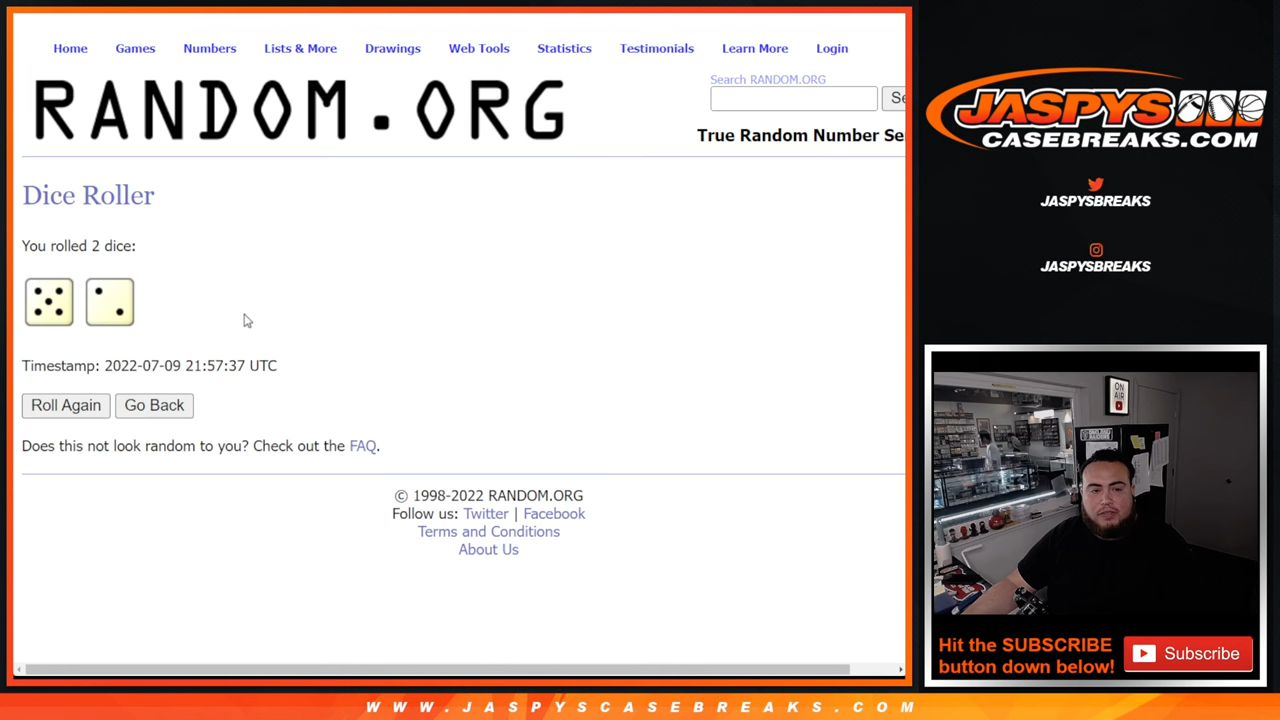 Home Games Numbers Lists & More Drawings Web Tools Statistics Testimonials Learn More Login
RANDOM.ORG
Search RANDOM.ORG
Se
True Random Number Se
Dice Roller
You rolled 2 dice:
Timestamp: 2022-07-09 21:57:37 UTC
Roll Again Go Back
Does this not look random to you? Check out the FAQ.
© 1998-2022 RANDOM.ORG
Follow us: Twitter | Facebook
Terms and Conditions
About Us
JASPYS
CASEBREAKS.COM
JASPYSBREAKS
JASPYSBREAKS
ON
AIR
Hit the SUBSCRIBE
button down below!
Subscribe
WWW.JASPYSCASEBREAKS.COM